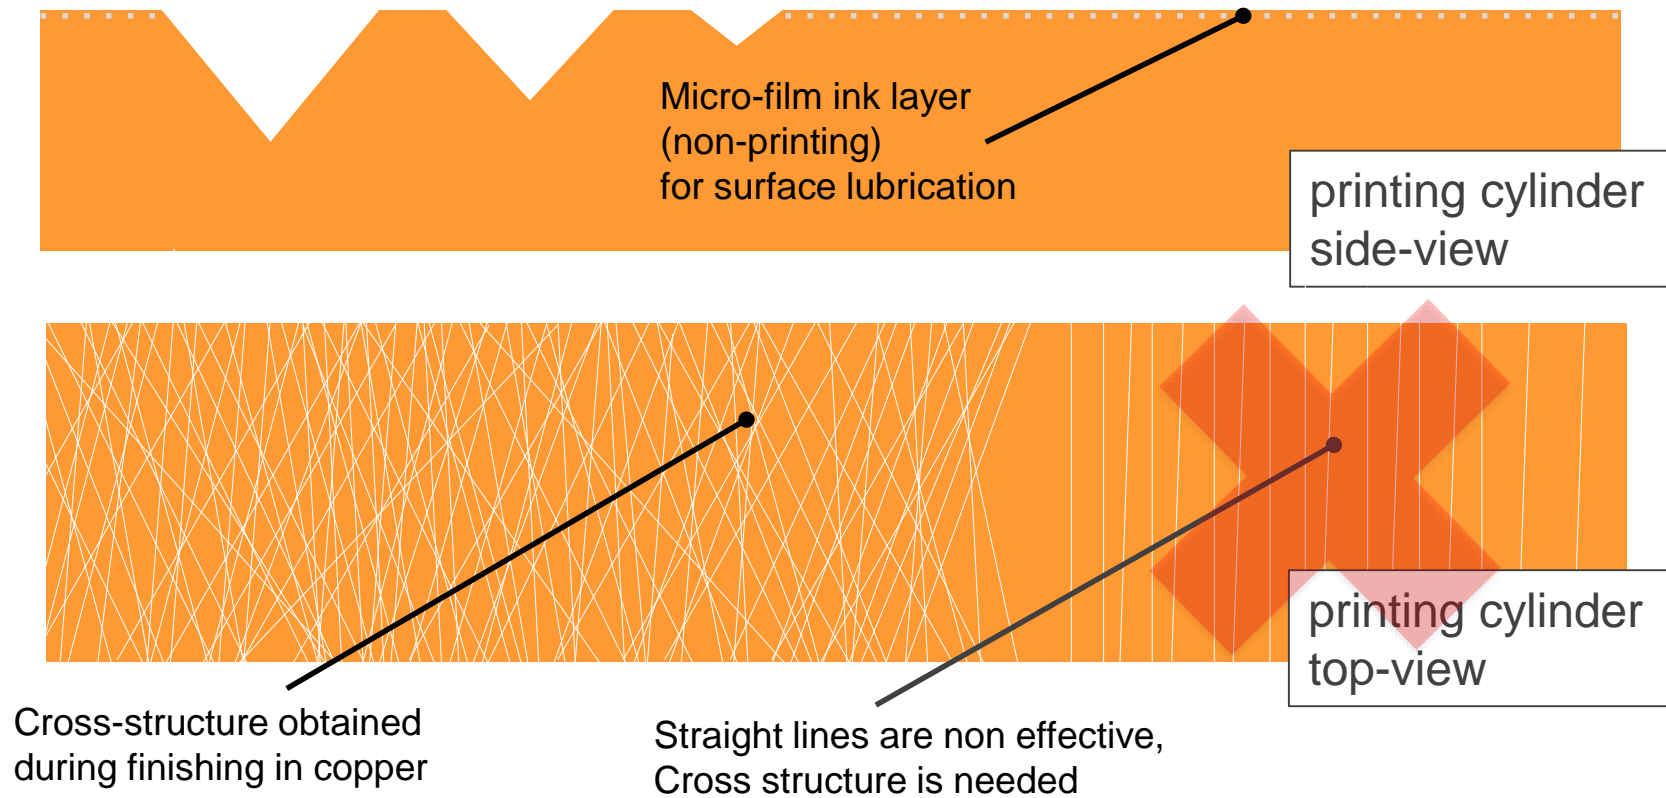 Micro-film ink layer
(non-printing)
for surface lubrication
printing cylinder
side-view
printing cylinder
top-view
Cross-structure obtained
during finishing in copper
Straight lines are non effective,
Cross structure is needed